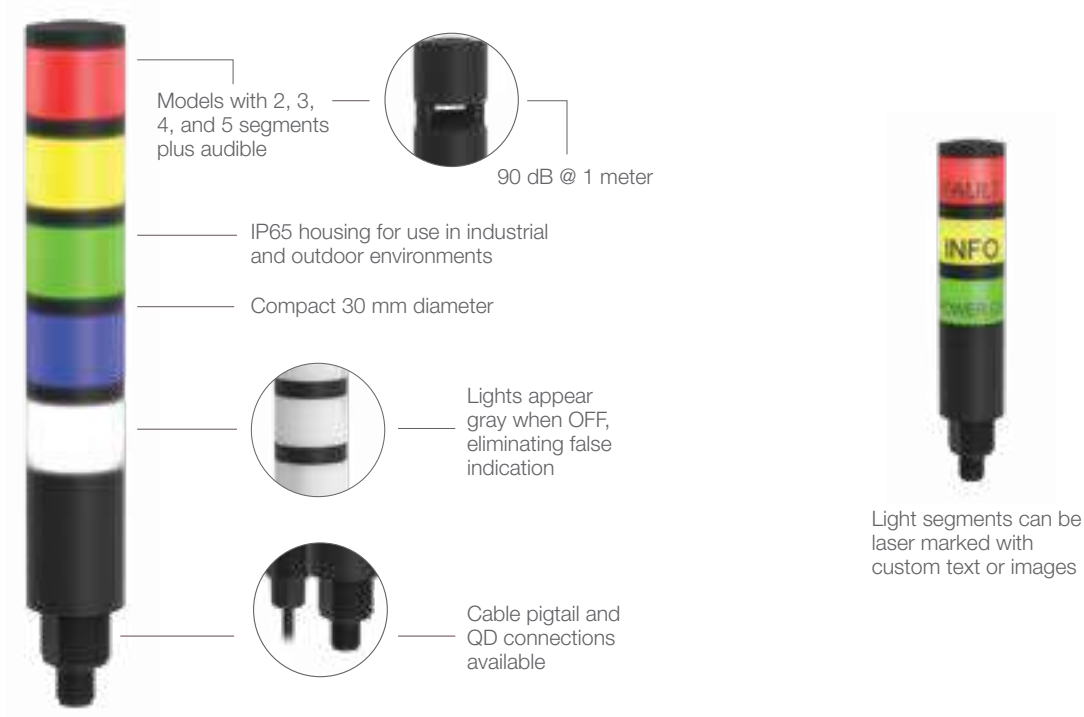 Models with 2, 3,
4, and 5 segments
plus audible
90 dB @ 1 meter
IP65 housing for use in industrial
and outdoor environments
Compact 30 mm diameter
Lights appear
gray when OFF,
eliminating false
indication
Cable pigtail and
QD connections
available
FAULT
INFO
POWER
Light segments can be
laser marked with
custom text or images